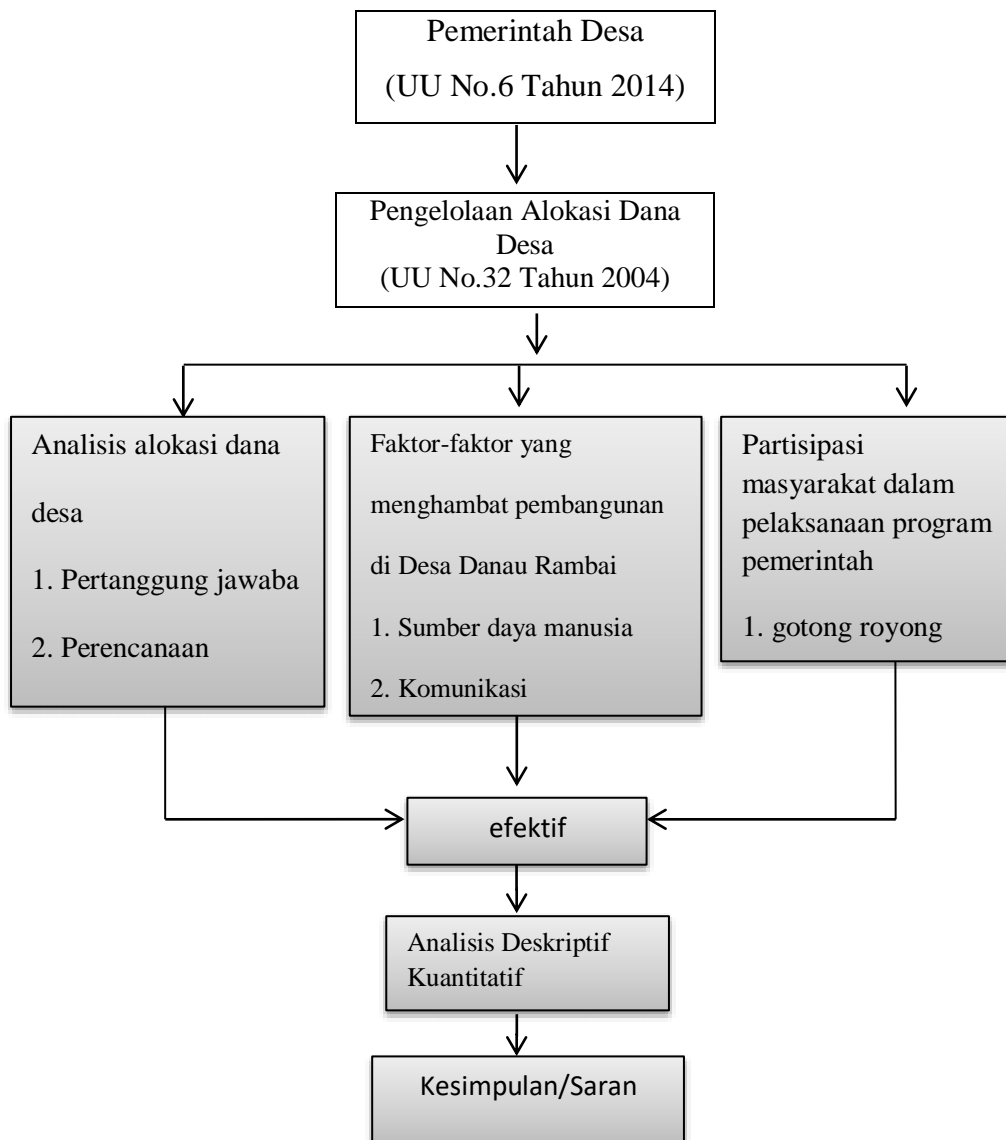 Pemerintah Desa
(UU No.6 Tahun 2014)
Pengelolaan Alokasi Dana
Desa
(UU No.32 Tahun 2004)
Analisis alokasi dana
desa
1. Pertanggung jawaba
2. Perencanaan
Faktor-faktor yang
menghambat pembangunan
di Desa Danau Rambai
1. Sumber daya manusia
2. Komunikasi
Partisipasi
masyarakat dalam
pelaksanaan program
pemerintah
1. gotong royong
efektif
Analisis Deskriptif
Kuantitatif
Kesimpulan/Saran